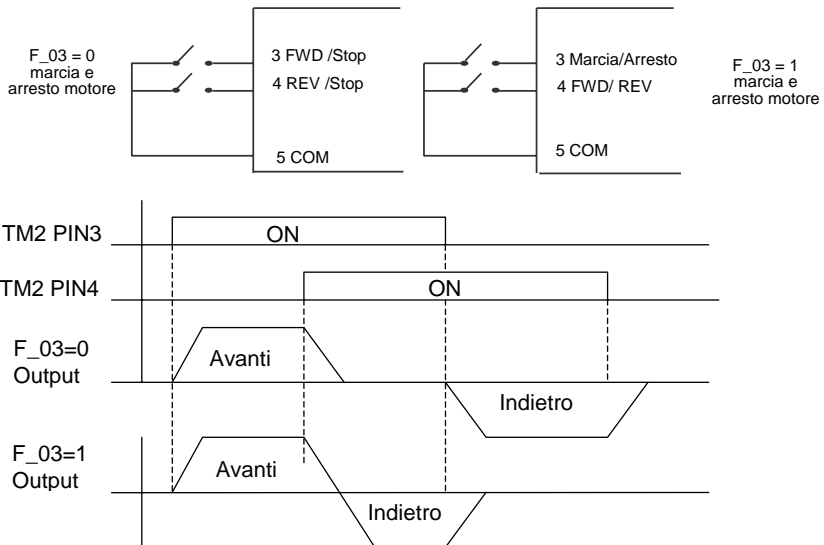 F_03 = 0
marcia e
arresto motore
3 FWD /Stop
4 REV /Stop
5 COM
3 Marcia/Arresto
4 FWD/ REV
5 COM
F_03 = 1
marcia e
arresto motore
TM2 PIN3
ON
TM2 PIN4
ON
F_03=0
Output
Avanti
Indietro
F_03=1
Output
Avanti
Indietro